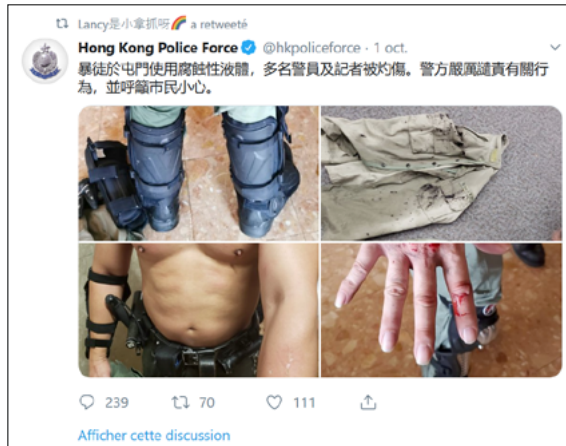 Lancy是小拿抓呀🌈 a retweeté
Hong Kong Police Force @hkpoliceforce · 1 oct.
暴徒於屯門使用腐蝕性液體，多名警員及記者被灼傷。警方嚴厲譴責有關行
為，並呼籲市民小心。
239 70 111
Afficher cette discussion